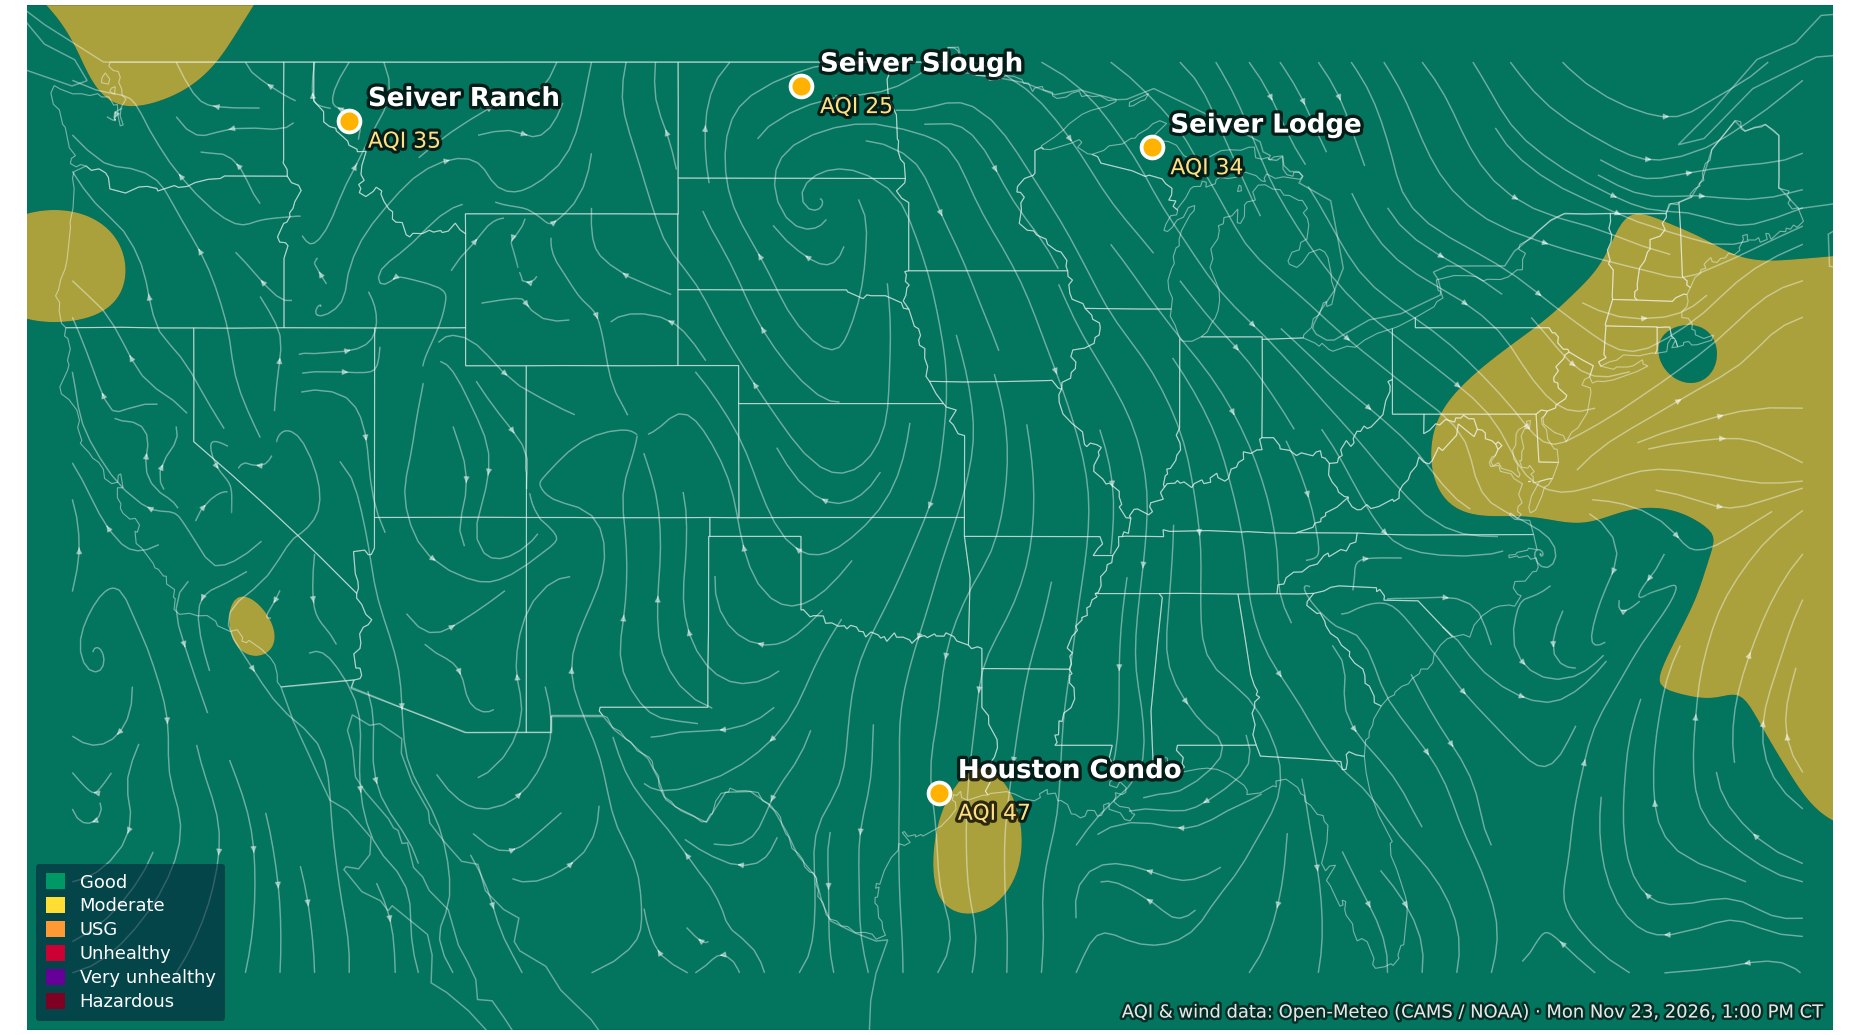 Seiver Slough
AQI 25
Seiver Ranch
AQI 35
Seiver Lodge
AQI 34
Houston Condo
AQI 47
Good
Moderate
USG
Unhealthy
Very unhealthy
Hazardous
AQI & wind data: Open-Meteo (CAMS / NOAA) · Mon Nov 23, 2026, 1:00 PM CT